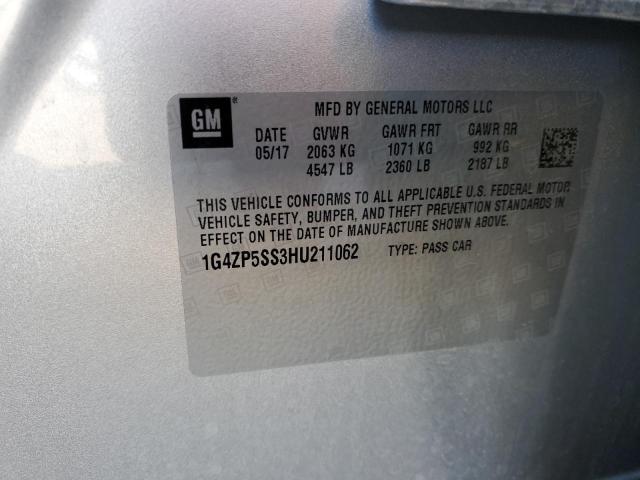 GM®
MFD BY GENERAL MOTORS LLC
DATE GVWR GAWR FRT GAWR RR
05/17 2063 KG 1071 KG 992 KG
4547 LB 2360 LB 2187 LB
THIS VEHICLE CONFORMS TO ALL APPLICABLE U.S. FEDERAL MOTOR
VEHICLE SAFETY, BUMPER, AND THEFT PREVENTION STANDARDS IN
EFFECT ON THE DATE OF MANUFACTURE SHOWN ABOVE.
1G4ZP5SS3HU211062 TYPE: PASS CAR